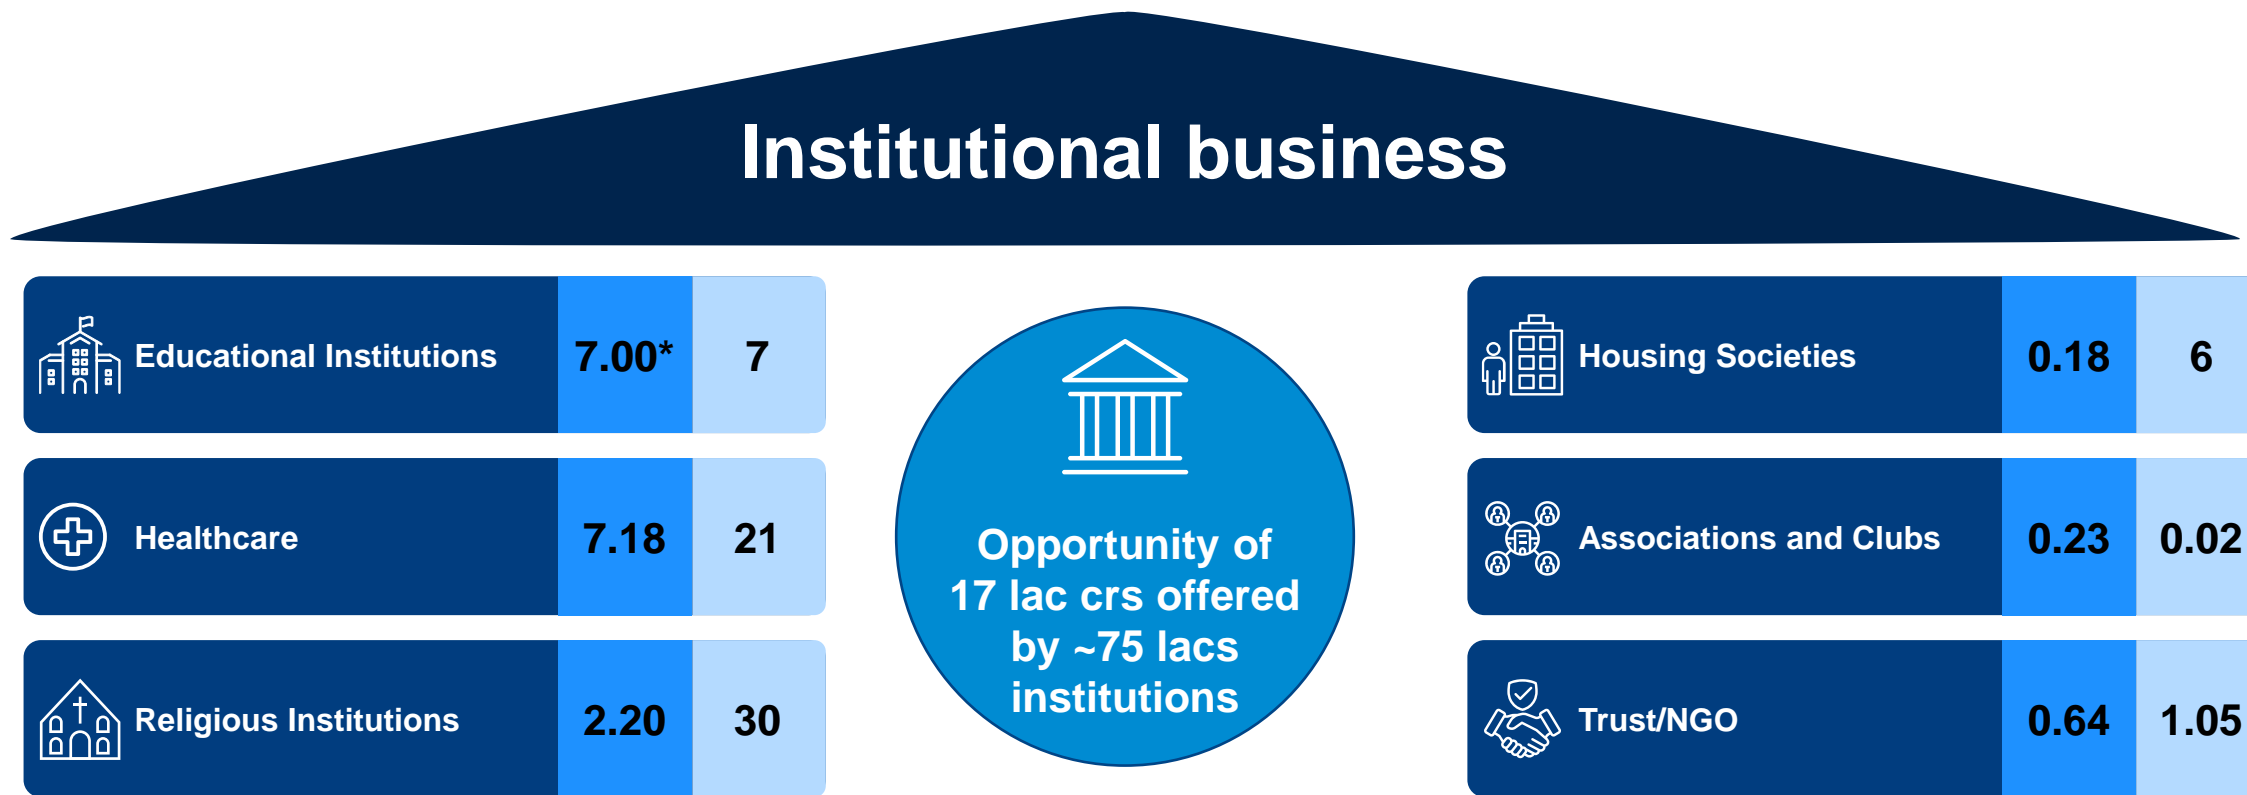 Institutional business
Educational Institutions 7.00* 7
Healthcare 7.18 21
Religious Institutions 2.20 30
Opportunity of
17 lac crs offered
by ~75 lacs
institutions
Housing Societies 0.18 6
Associations and Clubs 0.23 0.02
Trust/NGO 0.64 1.05